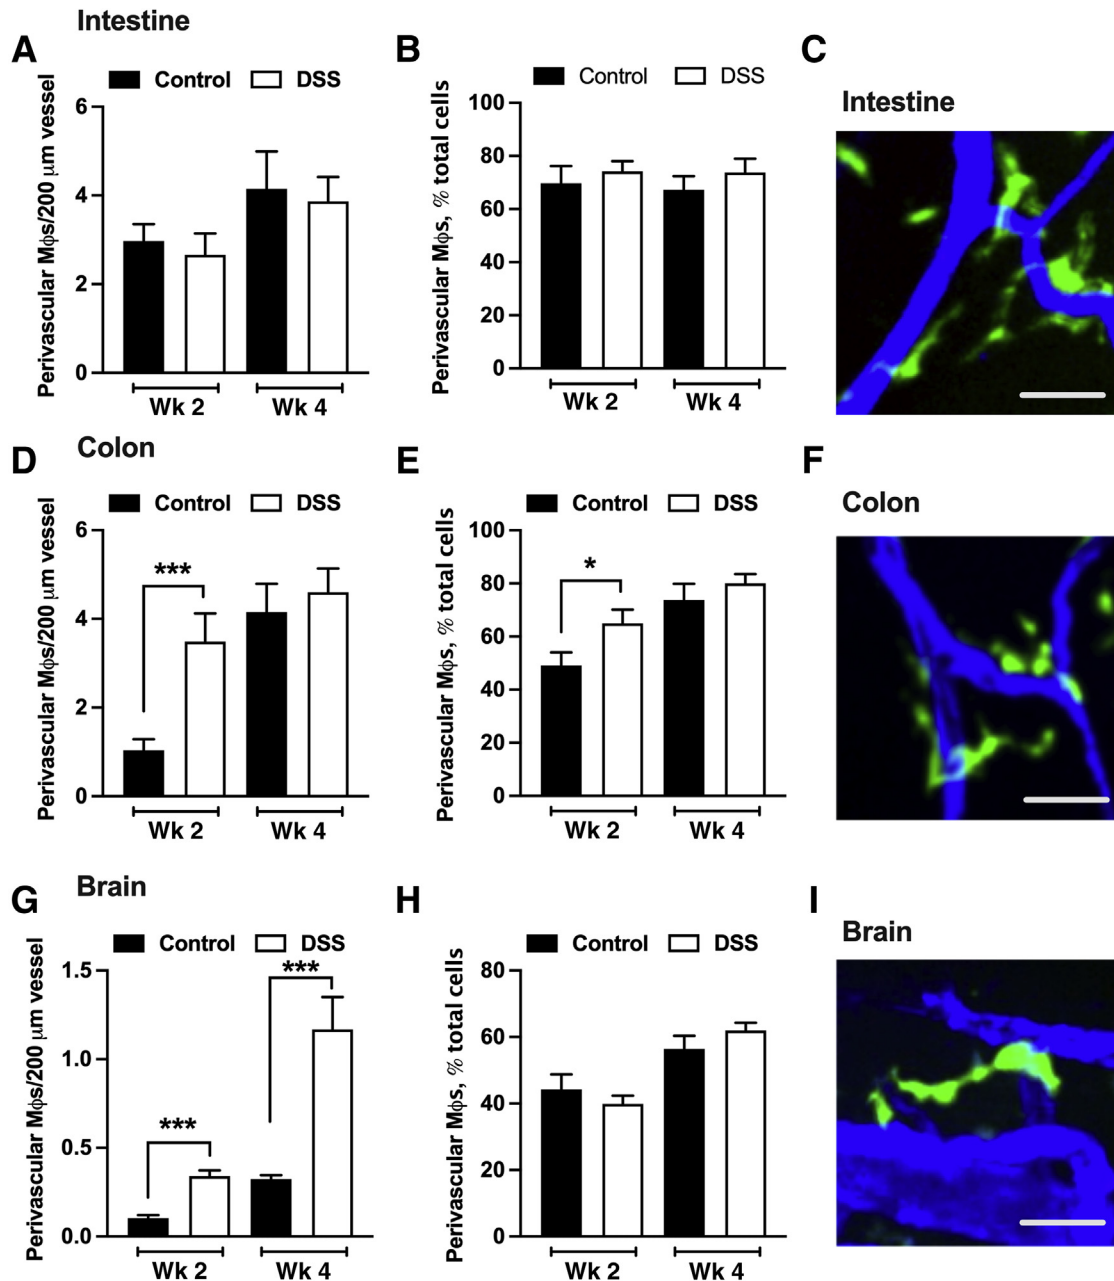 Intestine
A
Control DSS
Perivascular Mϕs/200 μm vessel
6
4
2
0
Wk 2 Wk 4
B
Control DSS
Perivascular Mϕs, % total cells
100
80
60
40
20
0
Wk 2 Wk 4
C
Intestine
Colon
D
Control DSS
Perivascular Mϕs/200 μm vessel
6
4
2
0
***
Wk 2 Wk 4
E
Control DSS
Perivascular Mϕs, % total cells
100
80
60
40
20
0
*
Wk 2 Wk 4
F
Colon
Brain
G
Control DSS
Perivascular Mϕs/200 μm vessel
1.5
1.0
0.5
0.0
***
***
Wk 2 Wk 4
H
Control DSS
Perivascular Mϕs, % total cells
80
60
40
20
0
Wk 2 Wk 4
I
Brain